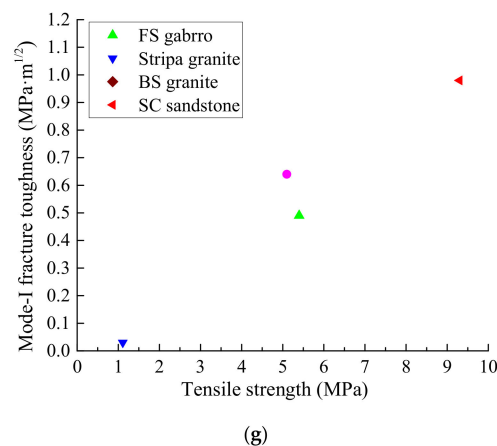 Mode-I fracture toughness (MPa·m^1/2)
1.2
1.1
1.0
0.9
0.8
0.7
0.6
0.5
0.4
0.3
0.2
0.1
0.0
FS gabrro
Stripa granite
BS granite
SC sandstone
0 1 2 3 4 5 6 7 8 9 10
Tensile strength (MPa)
(g)